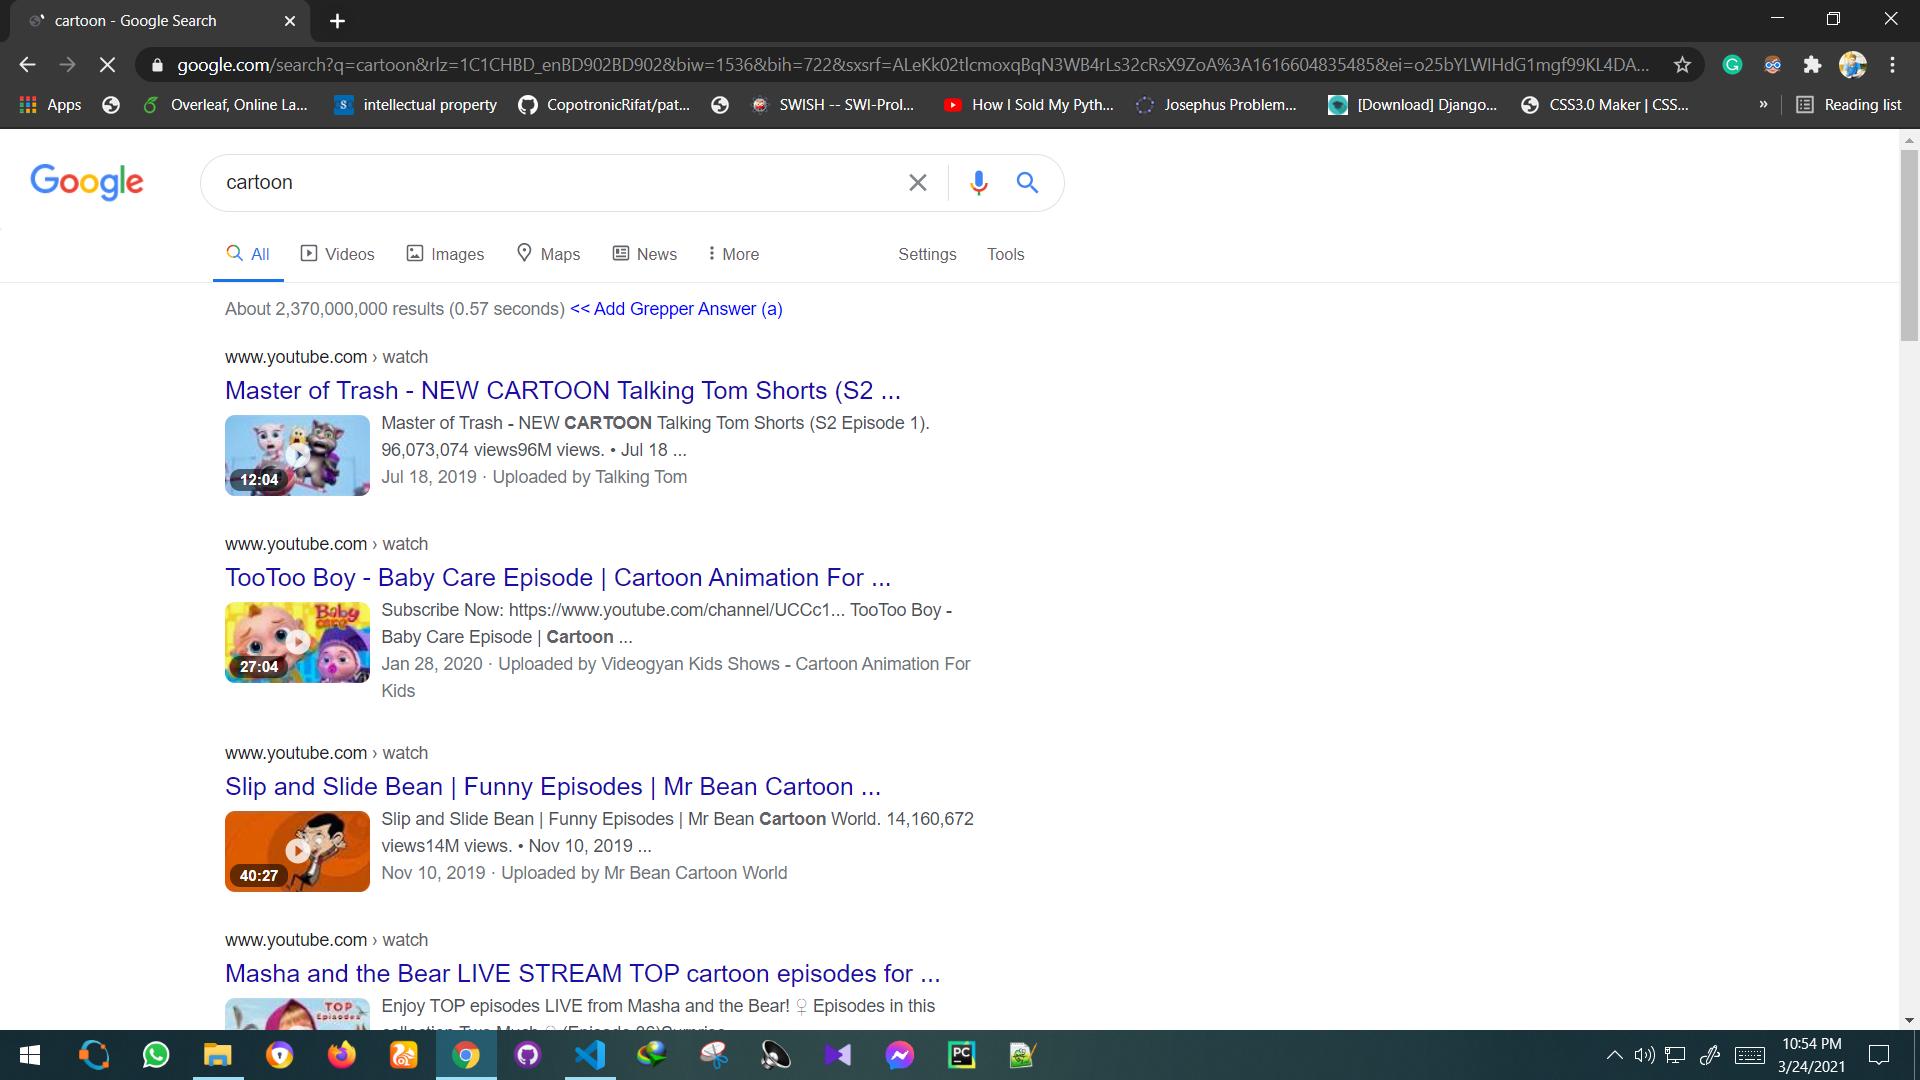 cartoon - Google Search
google.com/search?q=cartoon&rlz=1C1CHBD_enBD902BD902&biw=1536&bih=722&sxsrf=ALeKk02tlcmoxqBqN3WB4rLs32cRsX9ZoA%3A1616604835485&ei=o25bYLWIHdG1mgf99KL4DA...
Apps
Overleaf, Online La...
intellectual property
CopotronicRifat/pat...
SWISH -- SWI-Prol...
How I Sold My Pyth...
Josephus Problem...
[Download] Django...
CSS3.0 Maker | CSS...
»
Reading list
Google
cartoon
All
Videos
Images
Maps
News
More
Settings
Tools
About 2,370,000,000 results (0.57 seconds) << Add Grepper Answer (a)
www.youtube.com › watch
Master of Trash - NEW CARTOON Talking Tom Shorts (S2 ...
Master of Trash - NEW CARTOON Talking Tom Shorts (S2 Episode 1).
96,073,074 views96M views. • Jul 18 ...
12:04
Jul 18, 2019 · Uploaded by Talking Tom
www.youtube.com › watch
TooToo Boy - Baby Care Episode | Cartoon Animation For ...
Baby
care
Subscribe Now: https://www.youtube.com/channel/UCCc1... TooToo Boy -
Baby Care Episode | Cartoon ...
27:04
Jan 28, 2020 · Uploaded by Videogyan Kids Shows - Cartoon Animation For
Kids
www.youtube.com › watch
Slip and Slide Bean | Funny Episodes | Mr Bean Cartoon ...
Slip and Slide Bean | Funny Episodes | Mr Bean Cartoon World. 14,160,672
views14M views. • Nov 10, 2019 ...
40:27
Nov 10, 2019 · Uploaded by Mr Bean Cartoon World
www.youtube.com › watch
Masha and the Bear LIVE STREAM TOP cartoon episodes for ...
TOP
Episodes
Enjoy TOP episodes LIVE from Masha and the Bear! ♀ Episodes in this
10:54 PM
3/24/2021